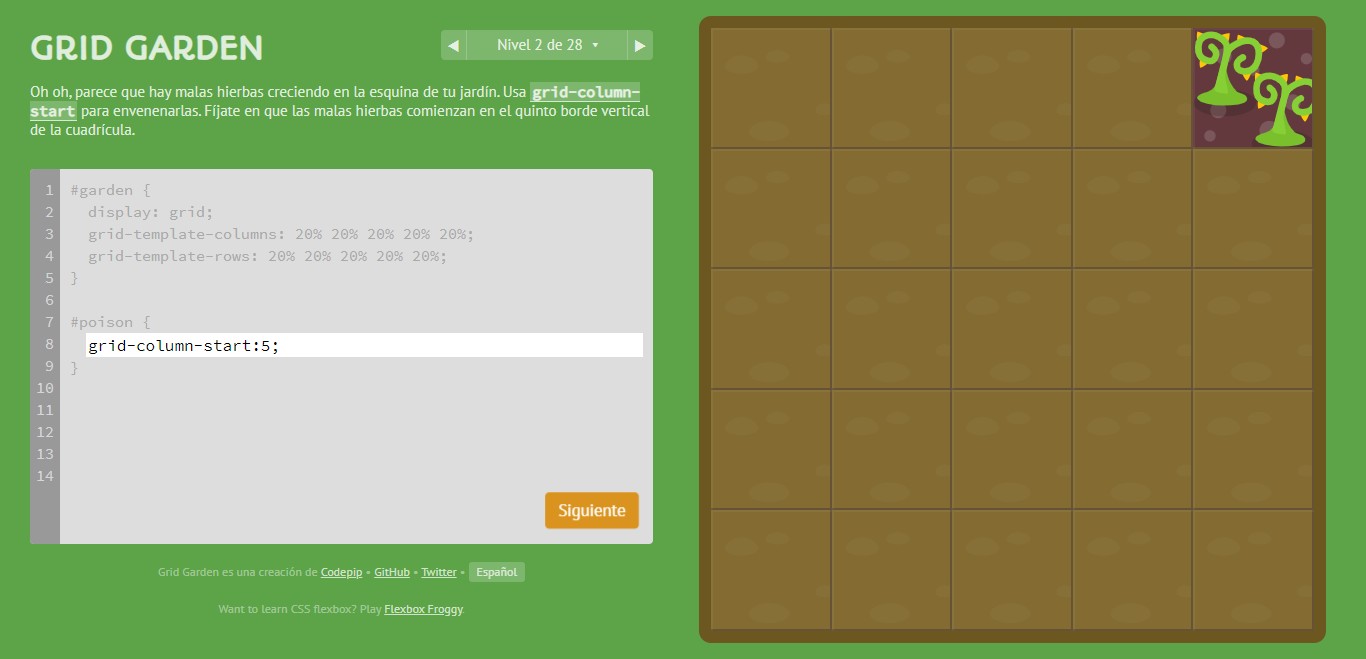 GRID GARDEN
◀ Nivel 2 de 28 ▾ ▶
Oh oh, parece que hay malas hierbas creciendo en la esquina de tu jardín. Usa grid-column-
start para envenenarlas. Fíjate en que las malas hierbas comienzan en el quinto borde vertical
de la cuadrícula.
1 #garden {
2 display: grid;
3 grid-template-columns: 20% 20% 20% 20% 20%;
4 grid-template-rows: 20% 20% 20% 20% 20%;
5 }
6
7 #poison {
8 grid-column-start:5;
9 }
10
11
12
13
14
Siguiente
Grid Garden es una creación de Codepip • GitHub • Twitter • Español
Want to learn CSS flexbox? Play Flexbox Froggy.